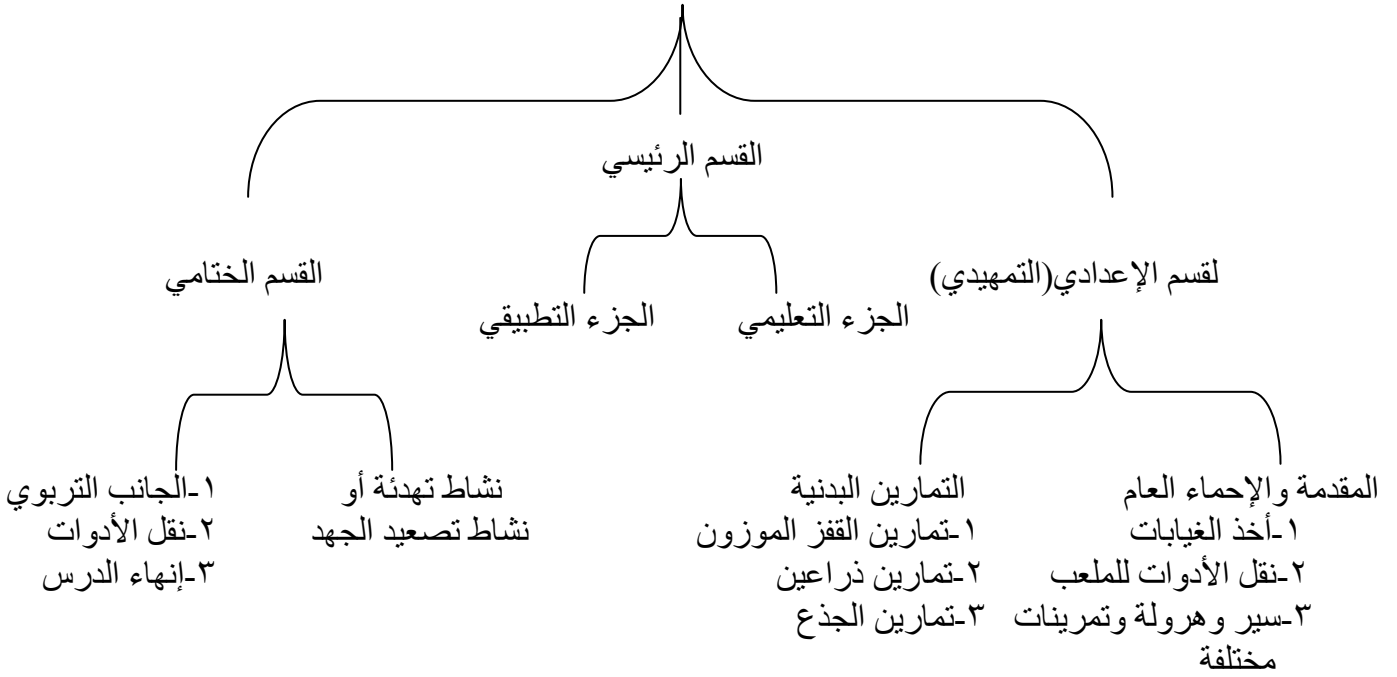 القسم الرئيسي
لقسم الإعدادي(التمهيدي)
القسم الختامي
الجزء التعليمي
الجزء التطبيقي
المقدمة والإحماء العام
١-أخذ الغيابات
٢-نقل الأدوات للملعب
٣-سير وهرولة وتمرينات
مختلفة
التمارين البدنية
١-تمارين القفز الموزون
٢-تمارين ذراعين
٣-تمارين الجذع
نشاط تهدئة أو
نشاط تصعيد الجهد
١-الجانب التربوي
٢-نقل الأدوات
٣-إنهاء الدرس